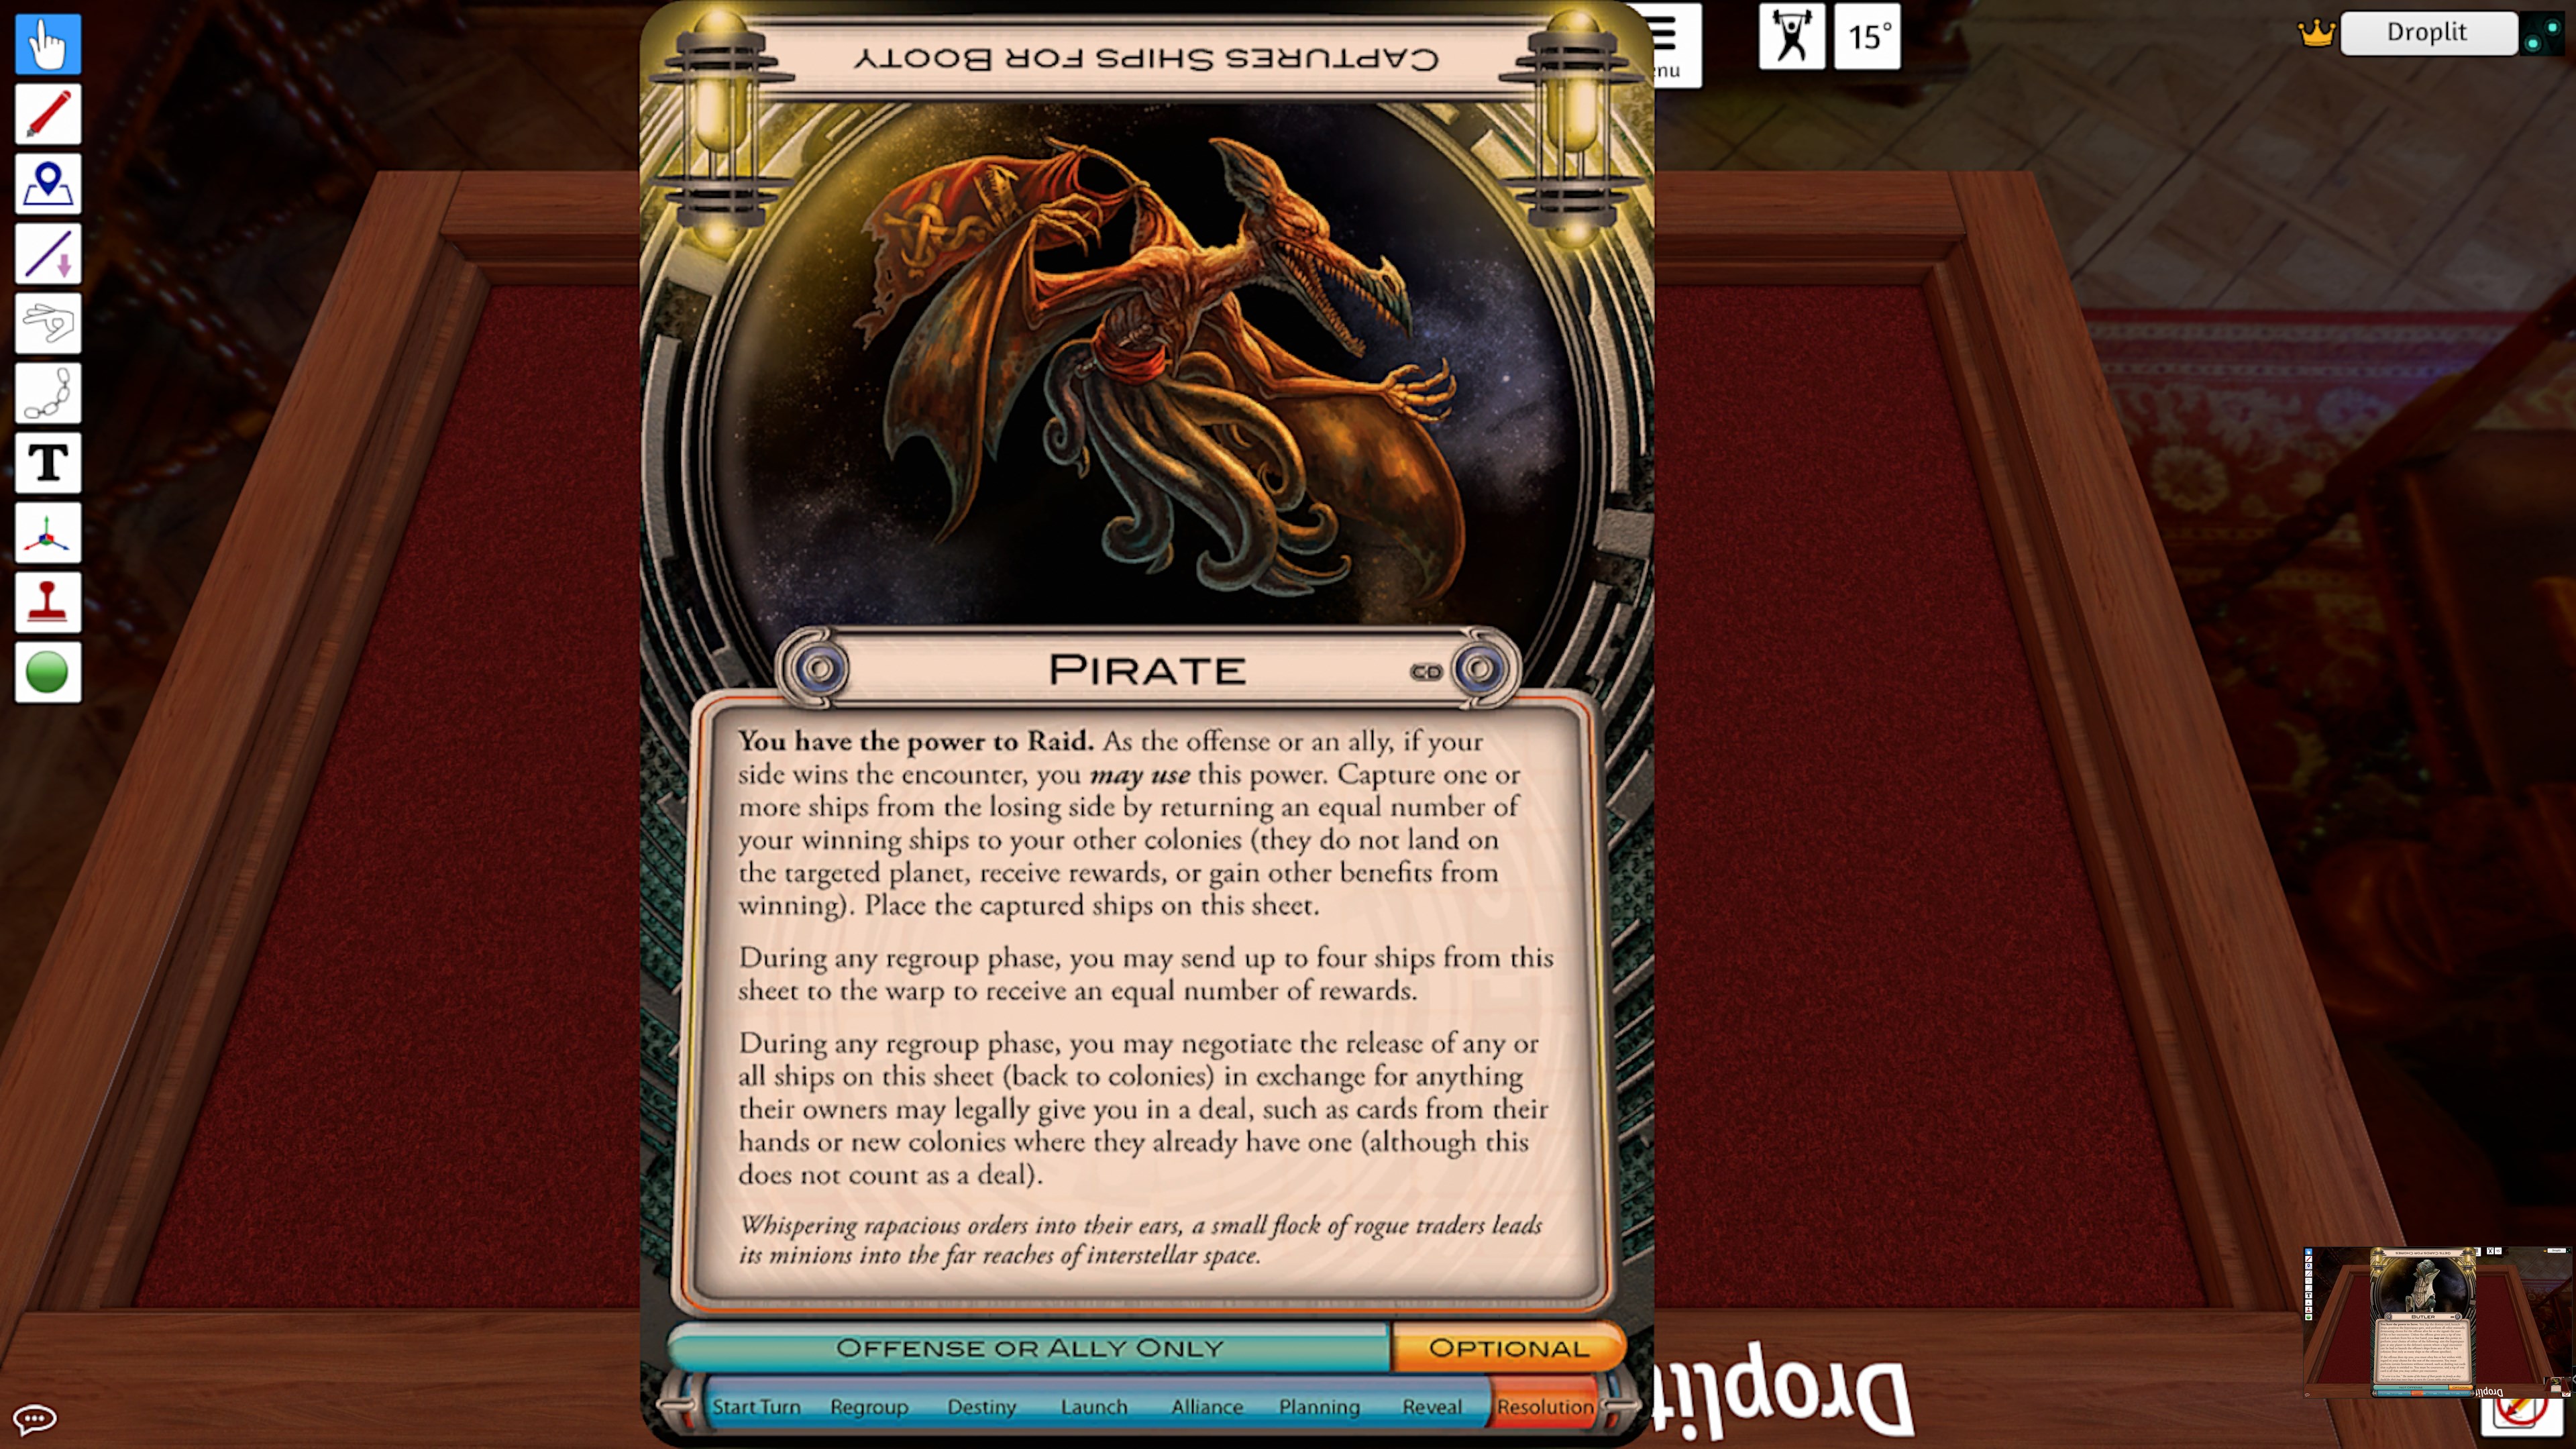 CAPTURES SHIPS FOR BOOTY
nu
15°
Droplit
T
PIRATE
CD
You have the power to Raid. As the offense or an ally, if your
side wins the encounter, you may use this power. Capture one or
more ships from the losing side by returning an equal number of
your winning ships to your other colonies (they do not land on
the targeted planet, receive rewards, or gain other benefits from
winning). Place the captured ships on this sheet.
During any regroup phase, you may send up to four ships from this
sheet to the warp to receive an equal number of rewards.
During any regroup phase, you may negotiate the release of any or
all ships on this sheet (back to colonies) in exchange for anything
their owners may legally give you in a deal, such as cards from their
hands or new colonies where they already have one (although this
does not count as a deal).
Whispering rapacious orders into their ears, a small flock of rogue traders leads
its minions into the far reaches of interstellar space.
OFFENSE OR ALLY ONLY
OPTIONAL
Start Turn Regroup Destiny Launch Alliance Planning Reveal Resolution
Droplit
BUTLER
Droplit